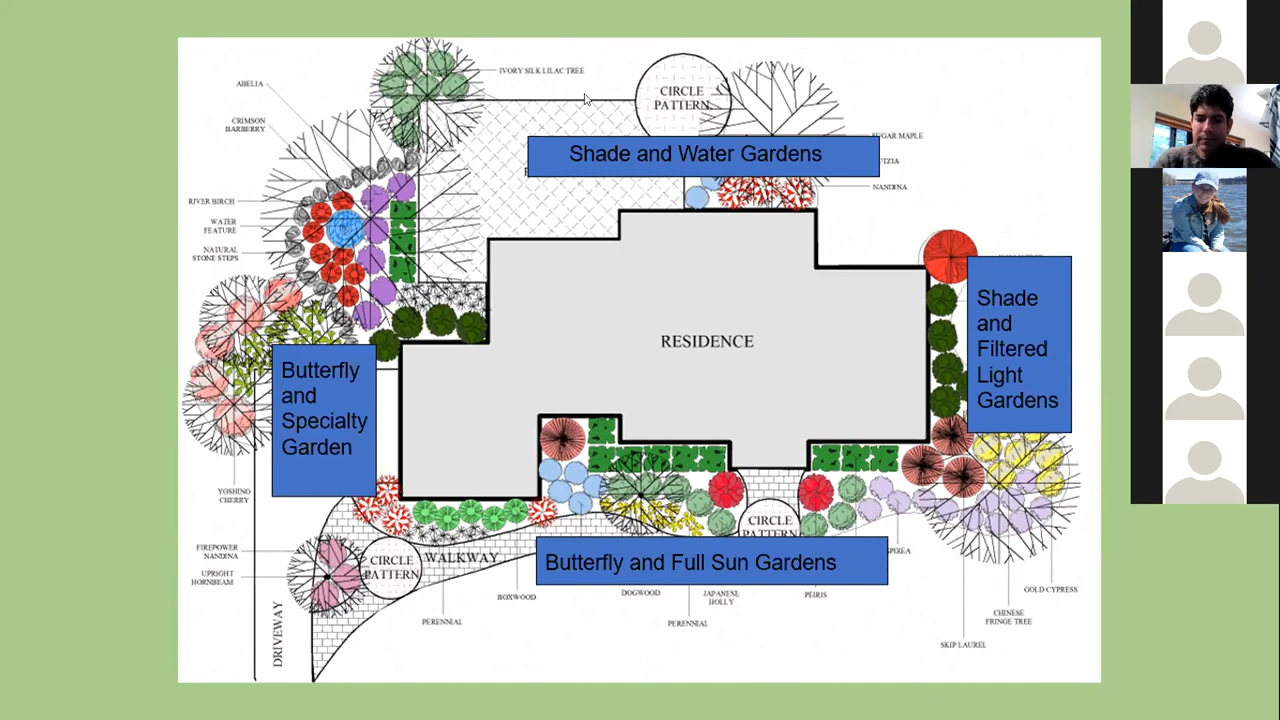 IVORY SILK LILAC TREE
ABELIA
CIRCLE
PATTERN
CRIMSON
BARBERRY
SUGAR MAPLE
Shade and Water Gardens
NANDINA
RIVER BIRCH
WATER
FEATURE
NATURAL
STONE STEPS
Shade
and
Filtered
Light
Gardens
RESIDENCE
Butterfly
and
Specialty
Garden
YOSHINO
CHERRY
CIRCLE
PATTERN
FIREPOWER
NANDINA
WALKWAY
CIRCLE
PATTERN
Butterfly and Full Sun Gardens
UPRIGHT
HORNBEAM
BOXWOOD
DOGWOOD
JAPANESE
HOLLY
PEIRIS
GOLD CYPRESS
PERENNIAL
PERENNIAL
CHINESE
FRINGE TREE
DRIVEWAY
SKIP LAUREL